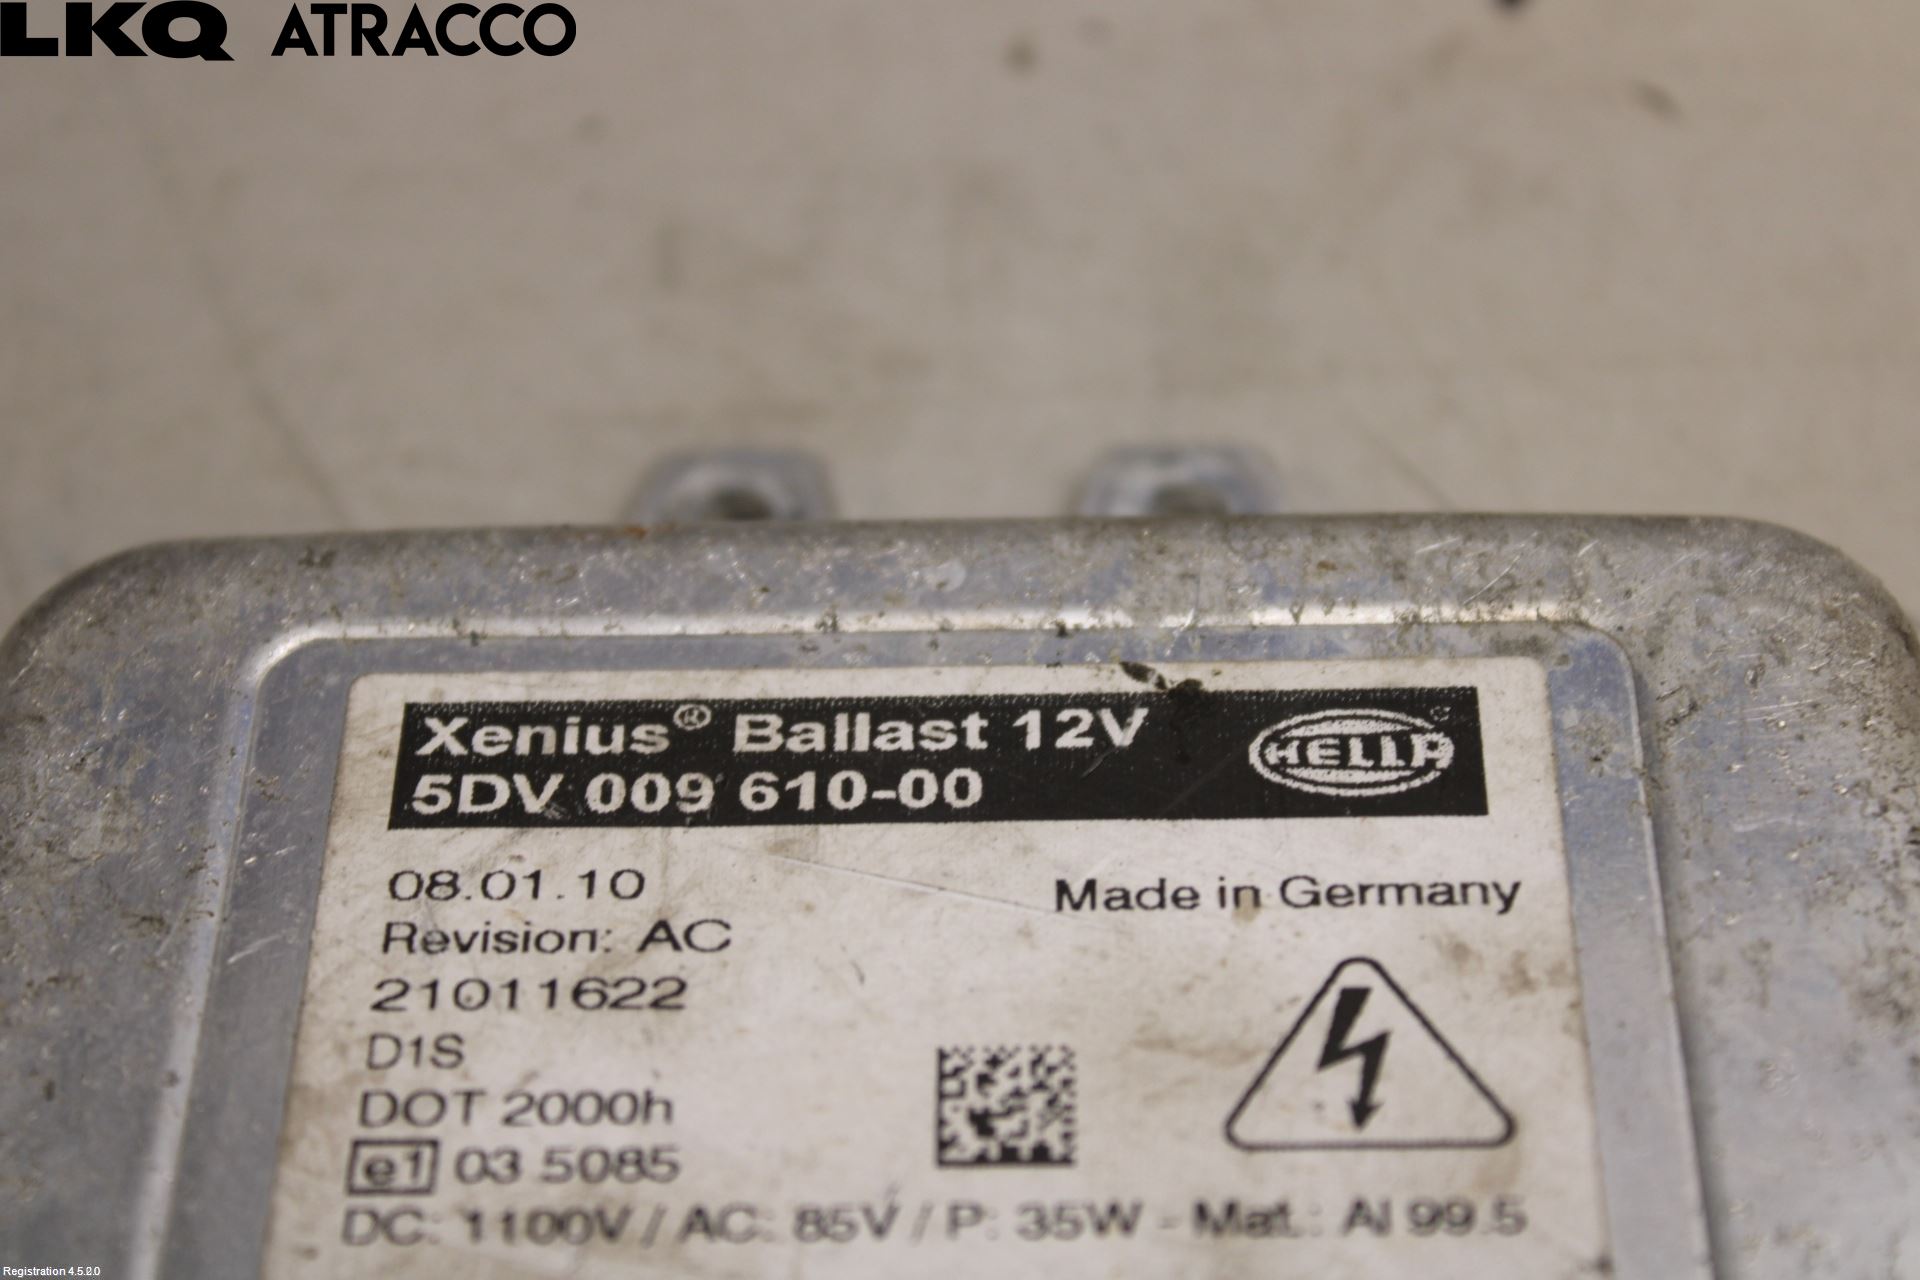 LKQ ATRACCO
Xenius® Ballast 12V
5DV 009 610-00
HELLA
08.01.10
Made in Germany
Revision: AC
21011622
D1S
DOT 2000h
e1 03 5085
DC: 1100V / AC: 85V / P: 35W - Mat.: Al 99.5
Registration 4.5.2.0